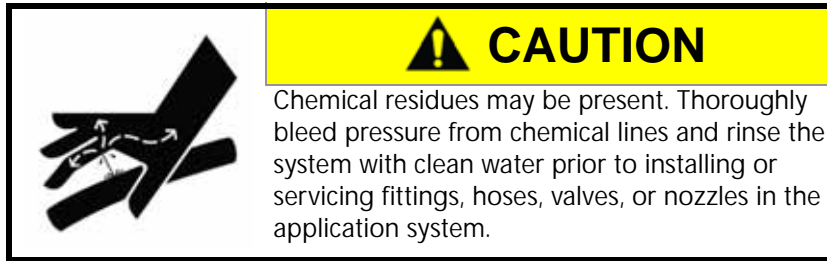 CAUTION
Chemical residues may be present. Thoroughly
bleed pressure from chemical lines and rinse the
system with clean water prior to installing or
servicing fittings, hoses, valves, or nozzles in the
application system.